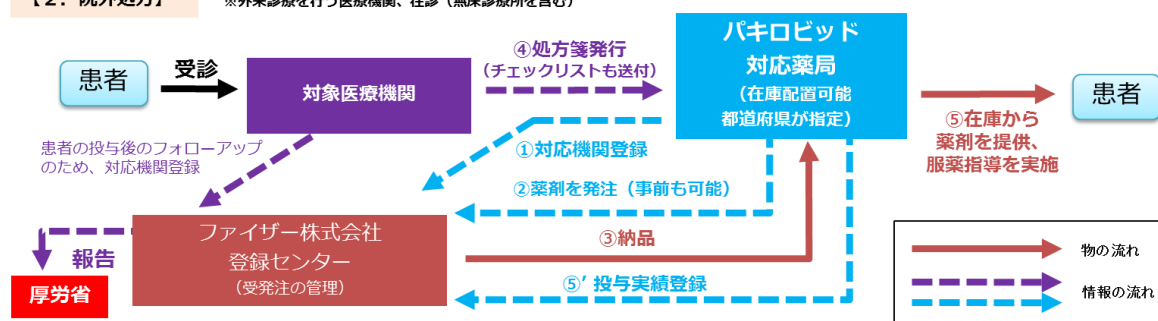 【2．院外処方】
※外来診療を行う医療機関、往診（無床診療所を含む）
患者
受診
対象医療機関
④処方箋発行
（チェックリストも送付）
パキロビッド
対応薬局
（在庫配置可能
都道府県が指定）
⑤在庫から
薬剤を提供、
服薬指導を実施
患者
患者の投与後のフォローアップ
のため、対応機関登録
①対応機関登録
②薬剤を発注（事前も可能）
③納品
⑤’投与実績登録
ファイザー株式会社
登録センター
（受発注の管理）
報告
厚労省
物の流れ
情報の流れ